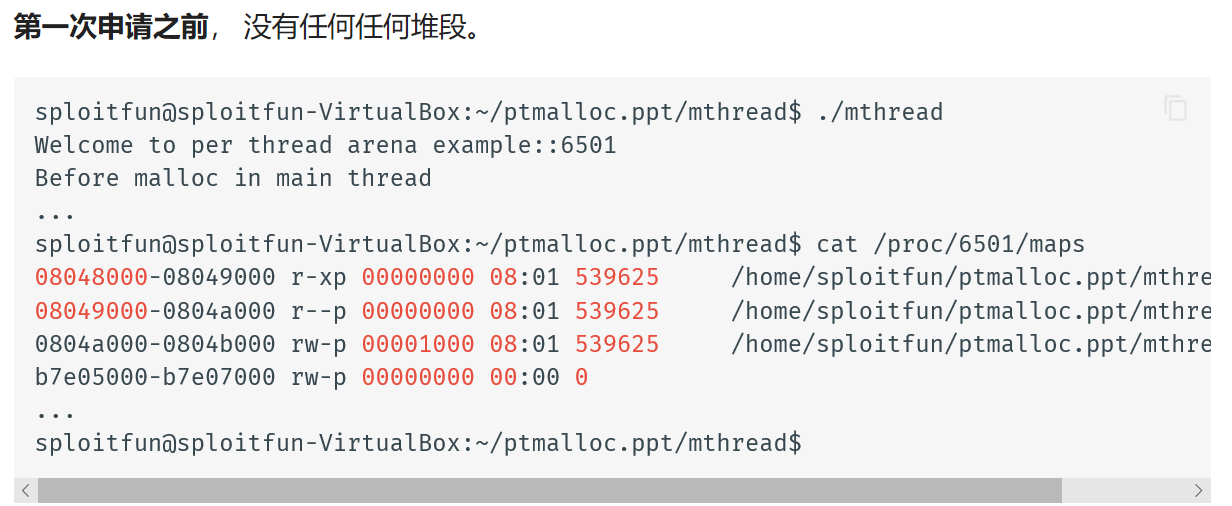 第一次申请之前， 没有任何任何堆段。
sploitfun@sploitfun-VirtualBox:~/ptmalloc.ppt/mthread$ ./mthread
Welcome to per thread arena example::6501
Before malloc in main thread
...
sploitfun@sploitfun-VirtualBox:~/ptmalloc.ppt/mthread$ cat /proc/6501/maps
08048000-08049000 r-xp 00000000 08:01 539625     /home/sploitfun/ptmalloc.ppt/mthre
08049000-0804a000 r--p 00000000 08:01 539625     /home/sploitfun/ptmalloc.ppt/mthre
0804a000-0804b000 rw-p 00001000 08:01 539625     /home/sploitfun/ptmalloc.ppt/mthre
b7e05000-b7e07000 rw-p 00000000 00:00 0
...
sploitfun@sploitfun-VirtualBox:~/ptmalloc.ppt/mthread$